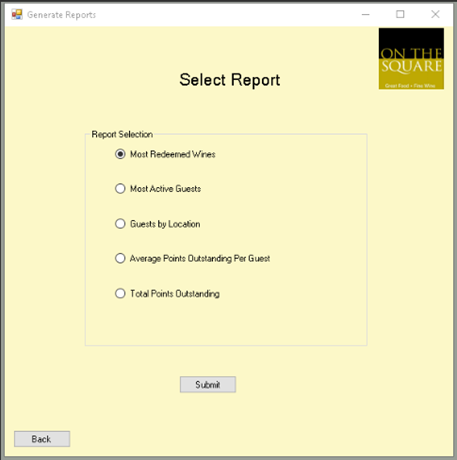 Generate Reports
ON THE
SQUARE
Great Food - Fine Wine
Select Report
Report Selection
Most Redeemed Wines
Most Active Guests
Guests by Location
Average Points Outstanding Per Guest
Total Points Outstanding
Submit
Back